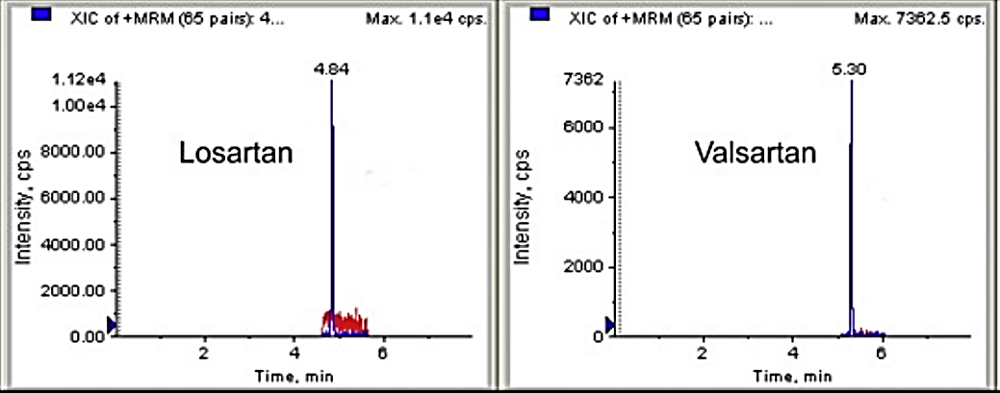 XIC of +MRM (65 pairs): 4...
Max. 1.1e4 cps.
4.84
1.12e4
1.00e4
8000.00
6000.00
4000.00
2000.00
0.00
Intensity, cps
Losartan
2
4
6
Time, min
XIC of +MRM (65 pairs): ...
Max. 7362.5 cps.
5.30
7362
6000
4000
2000
0
Intensity, cps
Valsartan
2
4
6
Time, min